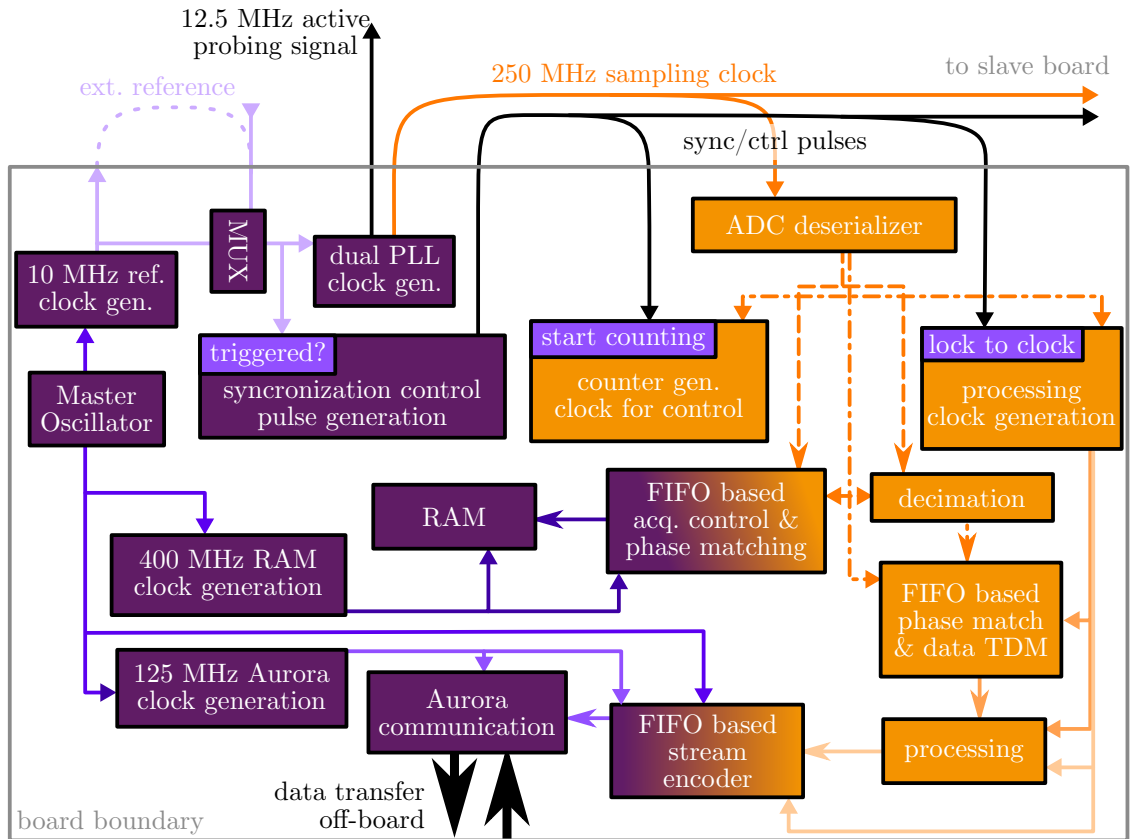 12.5 MHz active
probing signal
ext. reference
250 MHz sampling clock
to slave board
sync/ctrl pulses
MUX
ADC deserializer
10 MHz ref.
clock gen.
dual PLL
clock gen.
triggered?
syncronization control
pulse generation
start counting
counter gen.
clock for control
lock to clock
processing
clock generation
Master
Oscillator
RAM
FIFO based
acq. control &
phase matching
decimation
400 MHz RAM
clock generation
FIFO based
phase match
& data TDM
125 MHz Aurora
clock generation
Aurora
communication
FIFO based
stream
encoder
processing
data transfer
off-board
board boundary